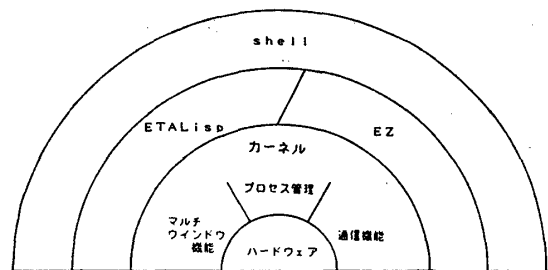 shell
ETALisp
EZ
カーネル
プロセス管理
マルチ
ウインドウ
機能
通信機能
ハードウェア